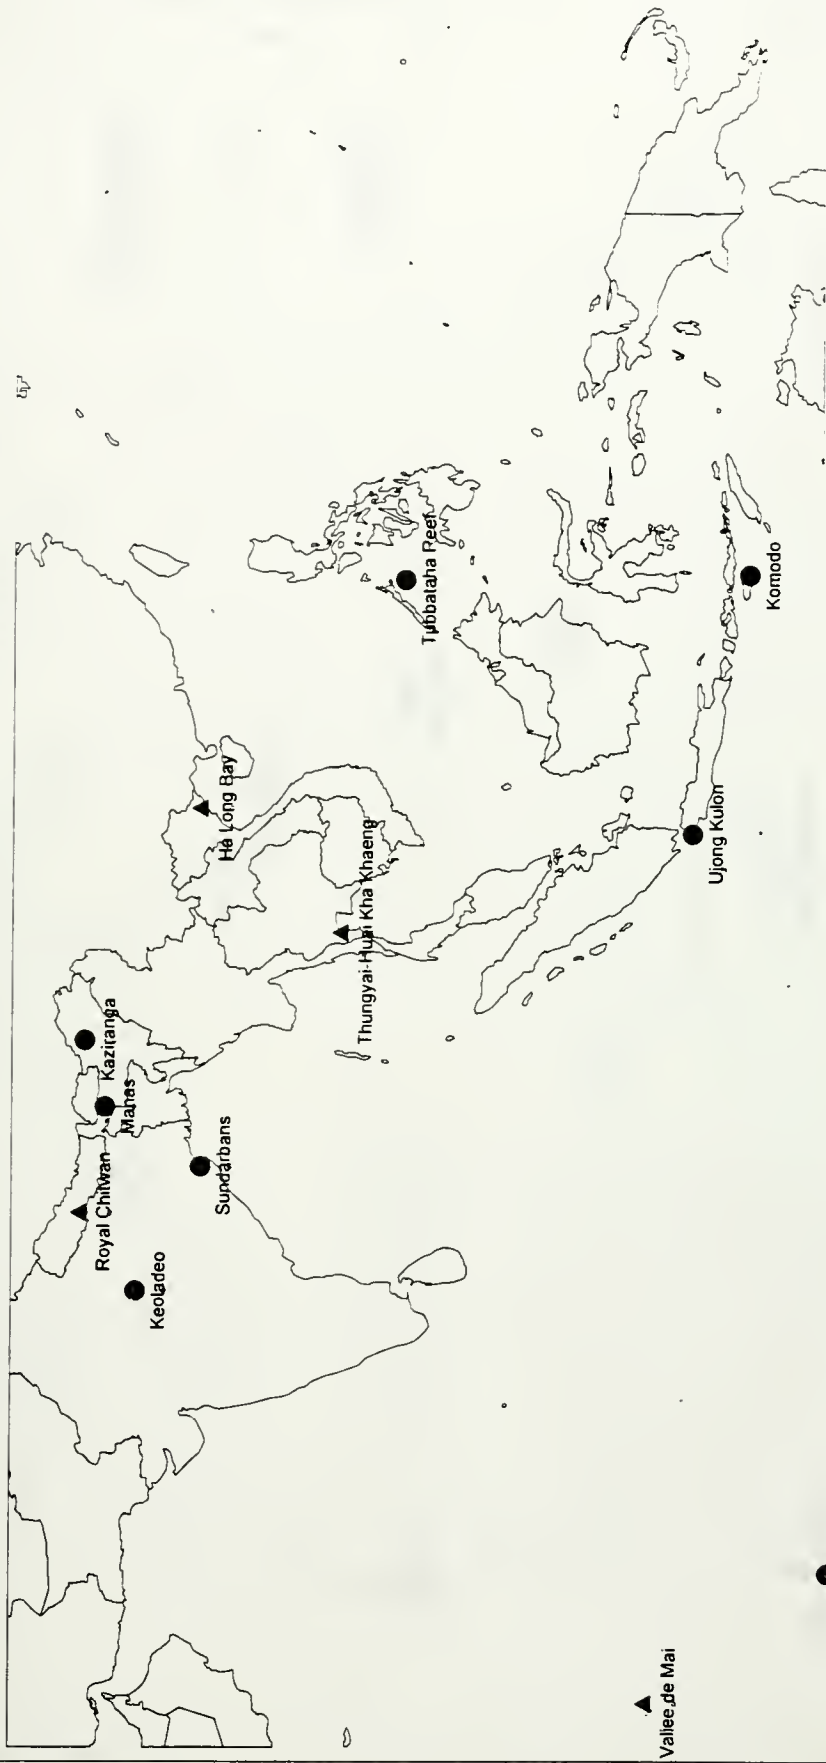 Valiee de Mai
Keoladeo
Royal Chitwan
Sundarbans
Manas
Kaziranga
Thungyai-Huai Kha Khaeng
Ha Long Bay
Ujong Kulon
Tubbataha Reef
Komodo